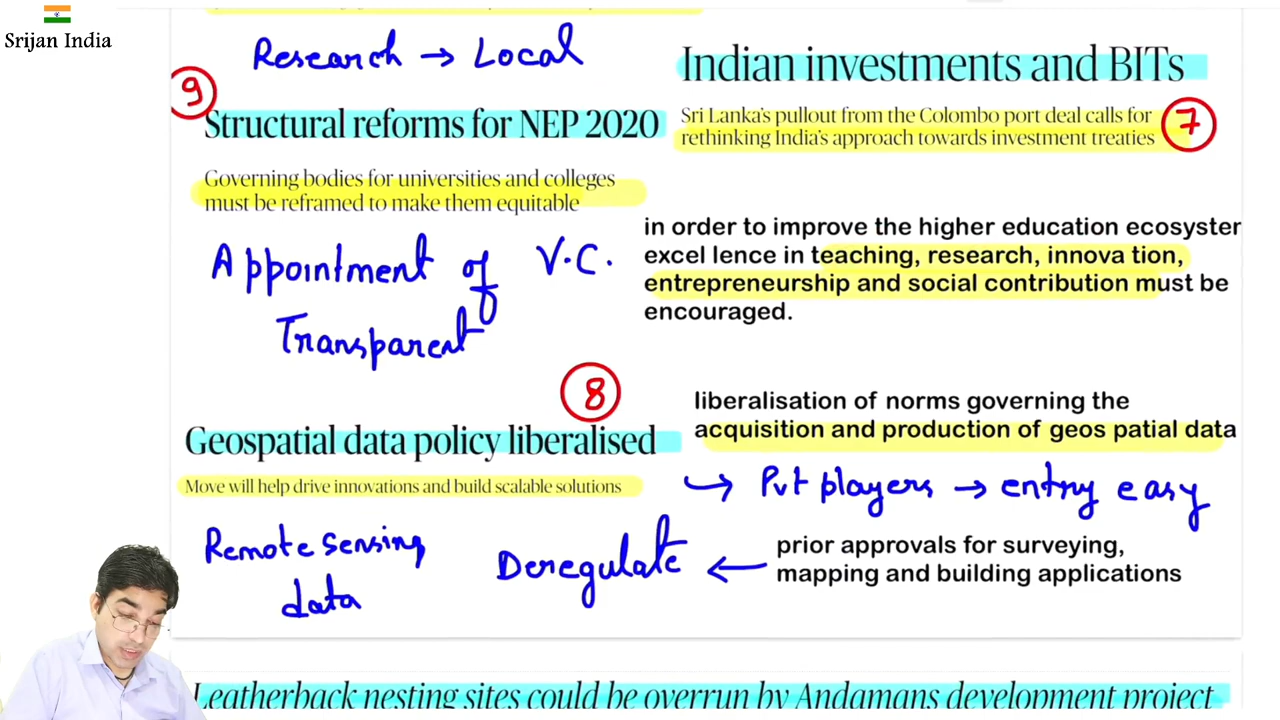 Srijan India
Research → Local
Indian investments and BITs
Sri Lanka's pullout from the Colombo port deal calls for
rethinking India's approach towards investment treaties
7
9
Structural reforms for NEP 2020
Governing bodies for universities and colleges
must be reframed to make them equitable
Appointment of V.C.
Transparent
in order to improve the higher education ecosyster
excel lence in teaching, research, innova tion,
entrepreneurship and social contribution must be
encouraged.
8
Geospatial data policy liberalised
Move will help drive innovations and build scalable solutions
liberalisation of norms governing the
acquisition and production of geos patial data
→ Pvt players → entry easy
Remote sensing
data
Deregulate ←
prior approvals for surveying,
mapping and building applications
Leatherback nesting sites could be overrun by Andamans development project